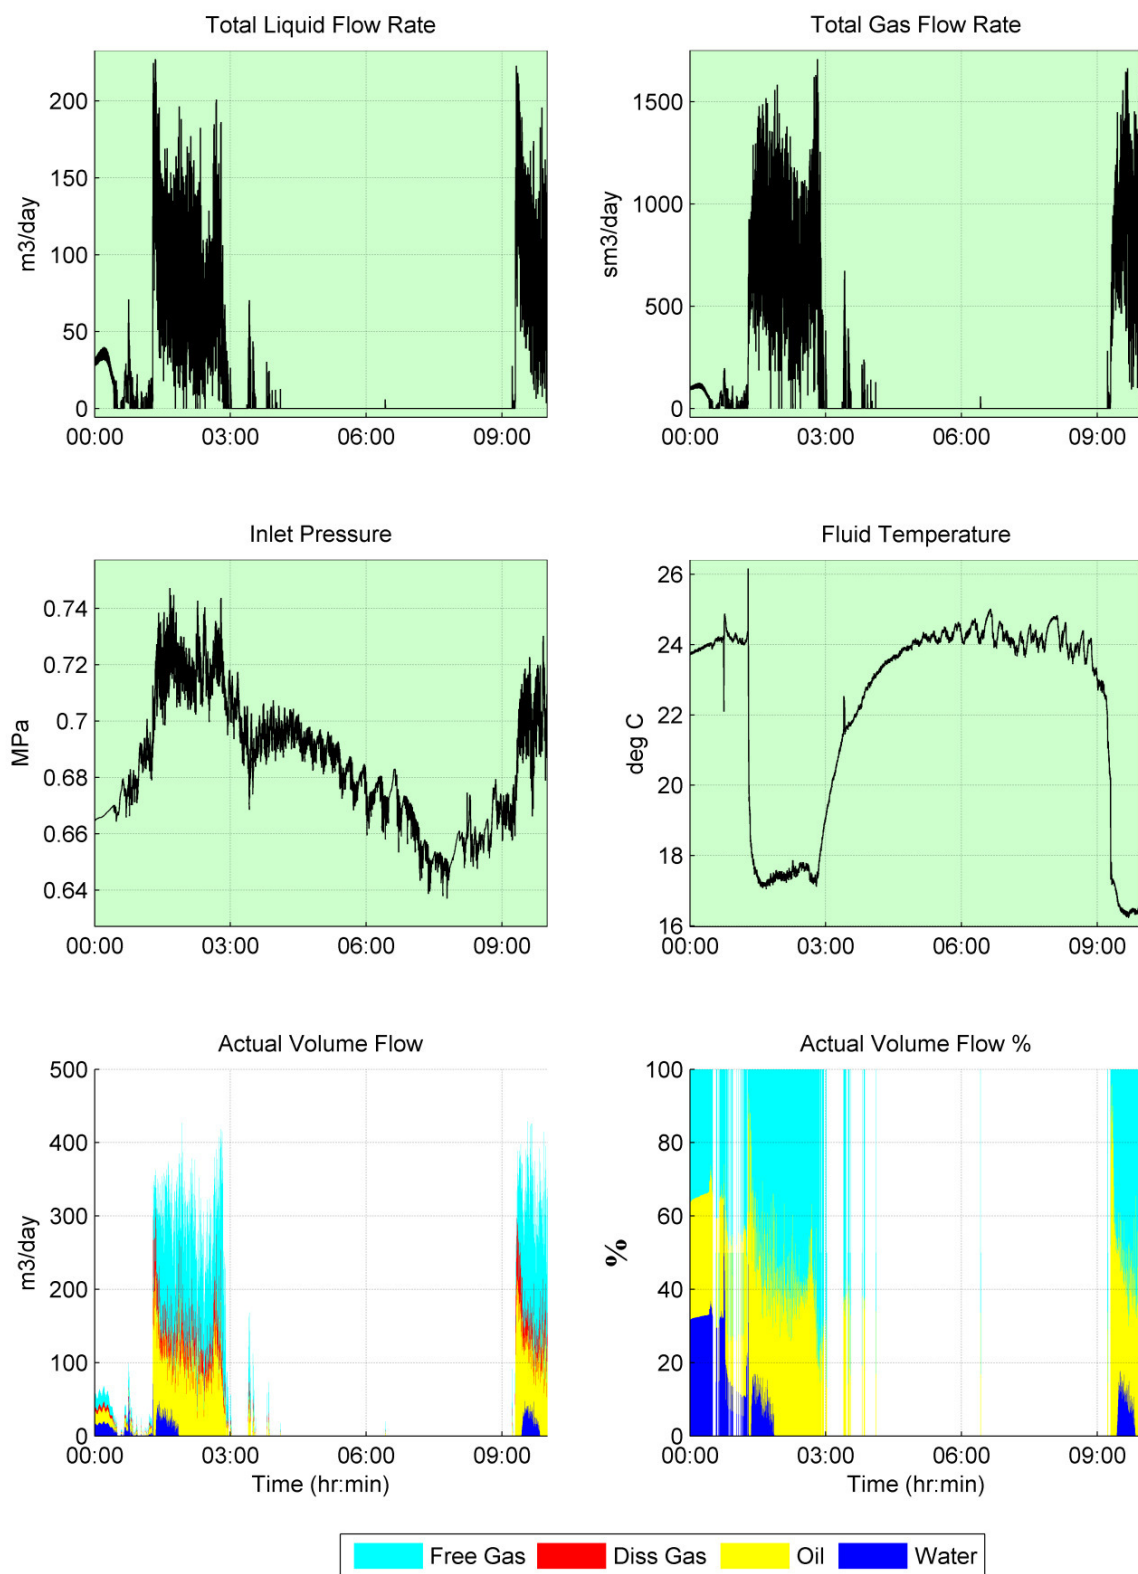 Total Liquid Flow Rate
Total Gas Flow Rate
m3/day
200
150
100
50
0
00:00 03:00 06:00 09:00
sm3/day
1500
1000
500
0
00:00 03:00 06:00 09:00
Inlet Pressure
Fluid Temperature
MPa
0.74
0.72
0.7
0.68
0.66
0.64
00:00 03:00 06:00 09:00
deg C
26
24
22
20
18
16
00:00 03:00 06:00 09:00
Actual Volume Flow
Actual Volume Flow %
m3/day
500
400
300
200
100
0
00:00 03:00 06:00 09:00
Time (hr:min)
%
100
80
60
40
20
0
00:00 03:00 06:00 09:00
Time (hr:min)
Free Gas Diss Gas Oil Water